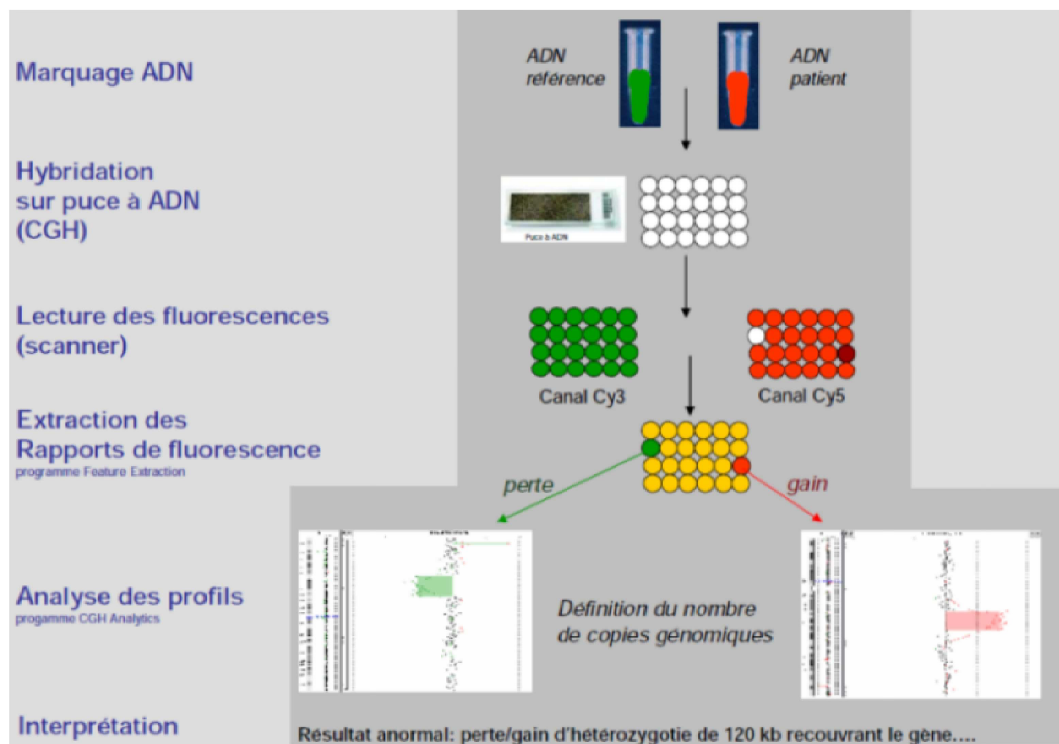 Marquage ADN
ADN
référence
ADN
patient
Hybridation
sur puce à ADN
(CGH)
Puce à ADN
Lecture des fluorescences
(scanner)
Canal Cy3
Canal Cy5
Extraction des
Rapports de fluorescence
programme Feature Extraction
perte
gain
Analyse des profils
progamme CGH Analytics
Définition du nombre
de copies génomiques
Interprétation
Résultat anormal: perte/gain d'hétérozygotie de 120 kb recouvrant le gène....